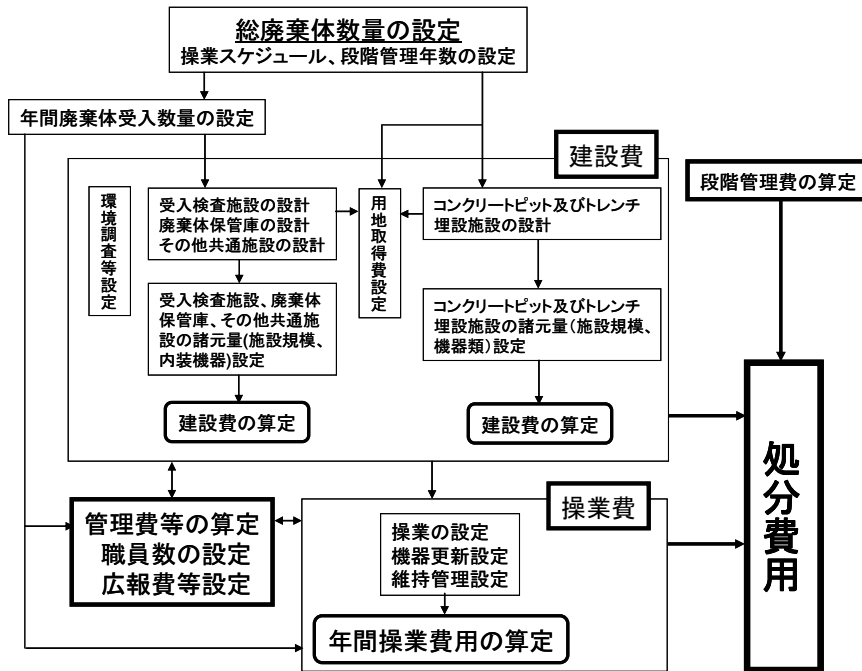 総廃棄体数量の設定
操業スケジュール、段階管理年数の設定
年間廃棄体受入数量の設定
建設費
環境調査等設定
受入検査施設の設計
廃棄体保管庫の設計
その他共通施設の設計
用地取得費設定
コンクリートピット及びトレンチ
埋設施設の設計
段階管理費の算定
受入検査施設、廃棄体
保管庫、その他共通施
設の諸元量(施設規模、
内装機器)設定
コンクリートピット及びトレンチ
埋設施設の諸元量(施設規模、
機器類)設定
建設費の算定
建設費の算定
処分費用
管理費等の算定
職員数の設定
広報費等設定
操業費
操業の設定
機器更新設定
維持管理設定
年間操業費用の算定